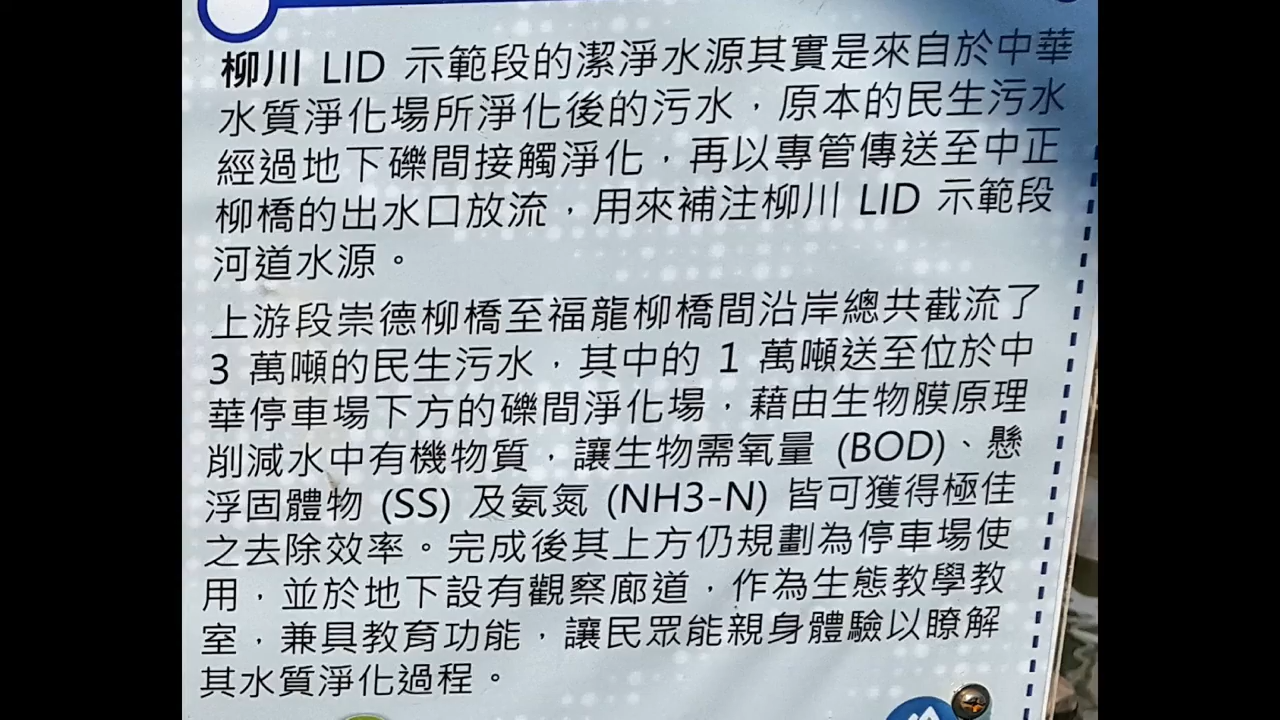 柳川 LID 示範段的潔淨水源其實是來自於中華
水質淨化場所淨化後的污水，原本的民生污水
經過地下礫間接觸淨化，再以專管傳送至中正
柳橋的出水口放流，用來補注柳川 LID 示範段
河道水源。
上游段崇德柳橋至福龍柳橋間沿岸總共截流了
3 萬噸的民生污水，其中的 1 萬噸送至位於中
華停車場下方的礫間淨化場，藉由生物膜原理
削減水中有機物質，讓生物需氧量 (BOD)、懸
浮固體物 (SS) 及氨氮 (NH3-N) 皆可獲得極佳
之去除效率。完成後其上方仍規劃為停車場使
用，並於地下設有觀察廊道，作為生態教學教
室，兼具教育功能，讓民眾能親身體驗以瞭解
其水質淨化過程。